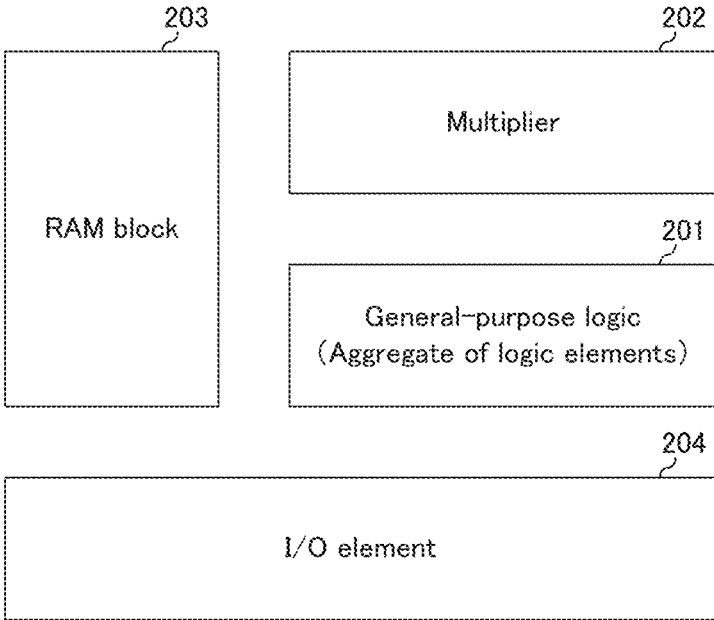 203
202
Multiplier
RAM block
201
General-purpose logic
(Aggregate of logic elements)
204
I/O element